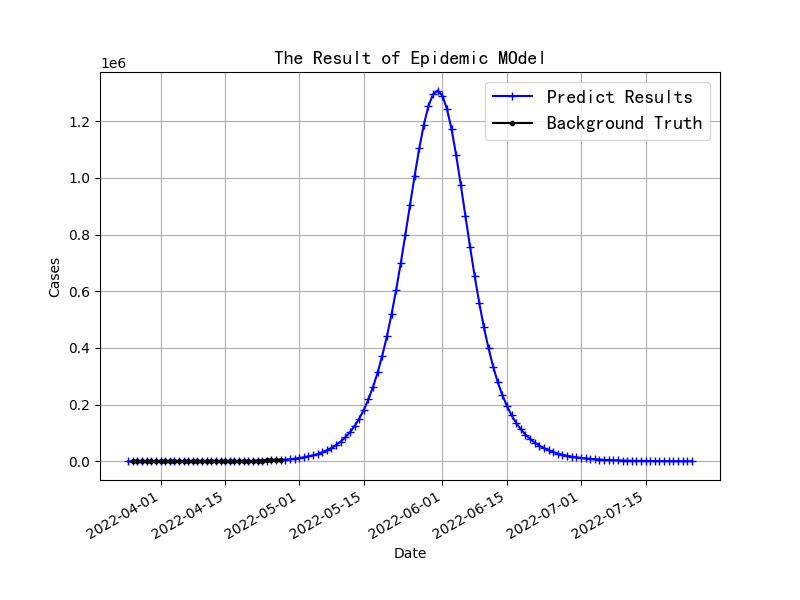 The Result of Epidemic MOdel
1e6
Predict Results
Background Truth
1.2
1.0
0.8
0.6
0.4
0.2
0.0
Cases
2022-04-01
2022-04-15
2022-05-01
2022-05-15
2022-06-01
2022-06-15
2022-07-01
2022-07-15
Date